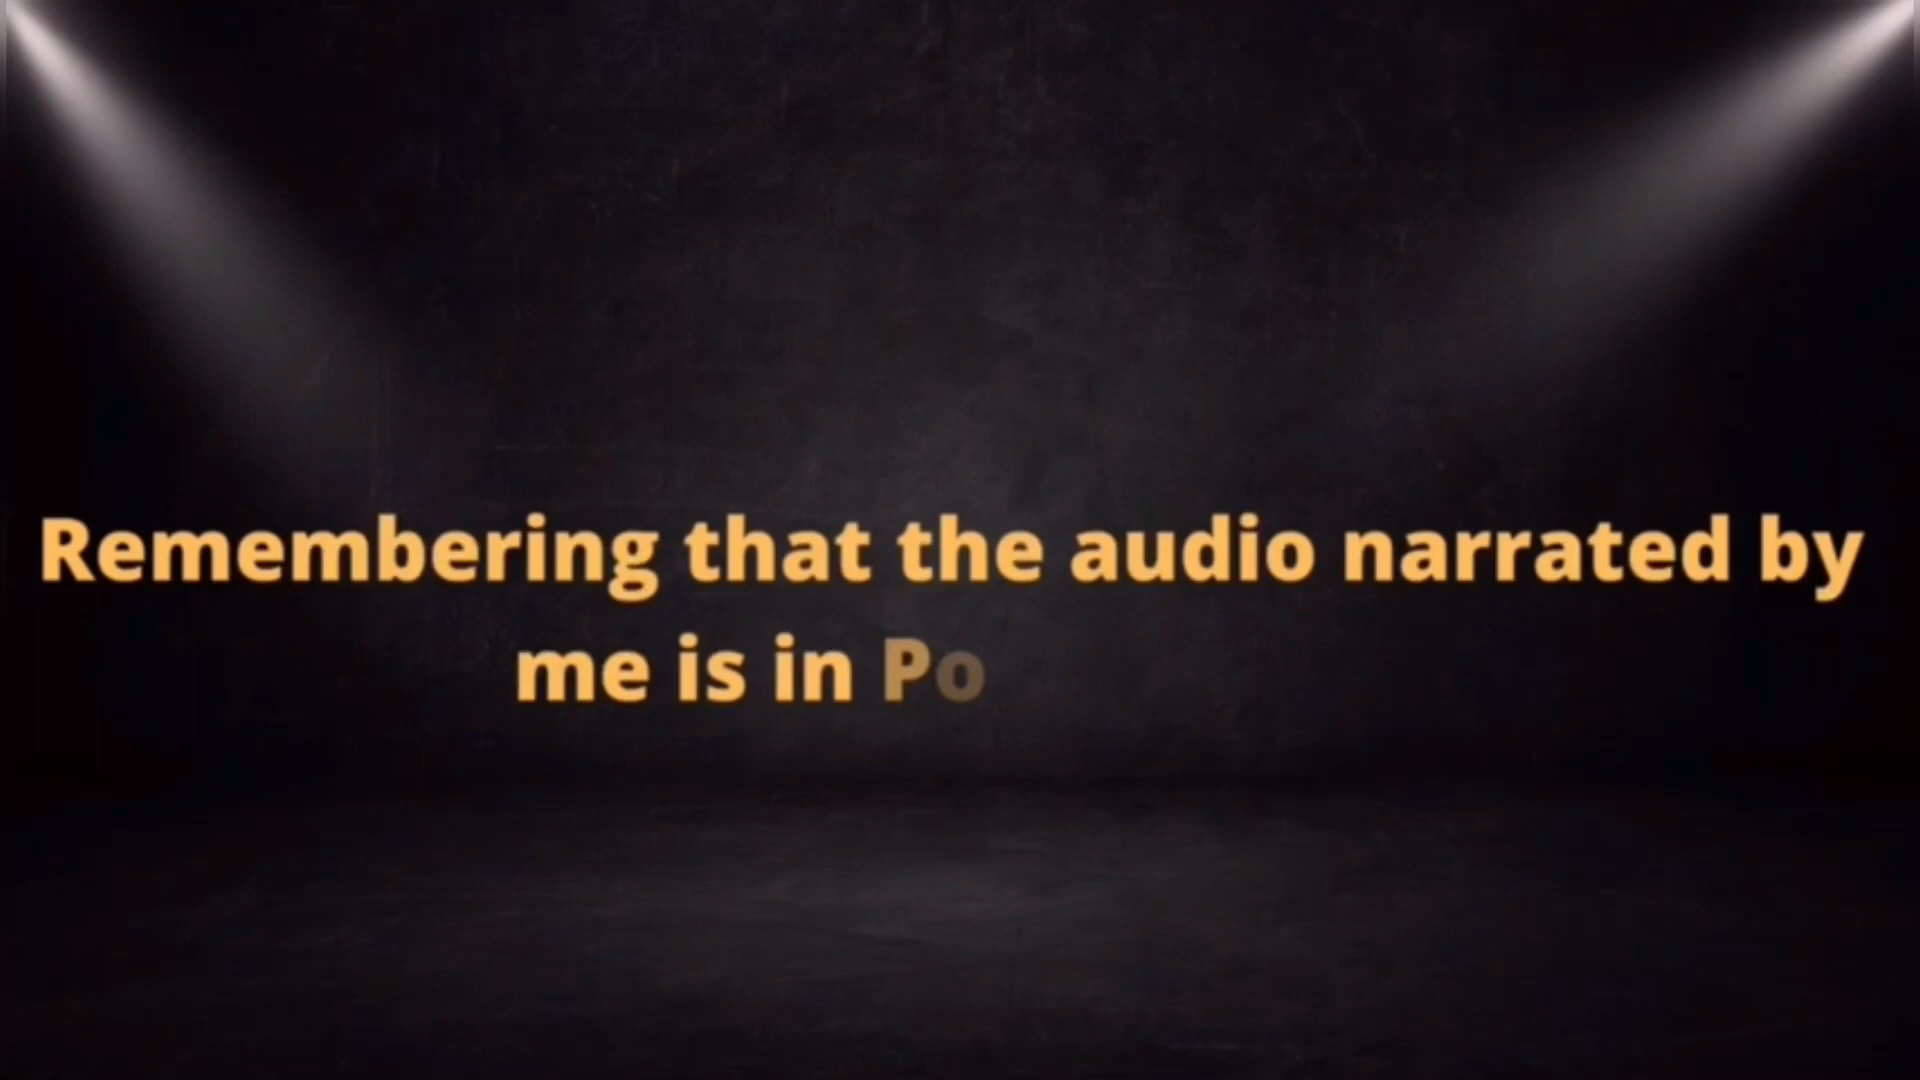 Remembering that the audio narrated by
me is in Po